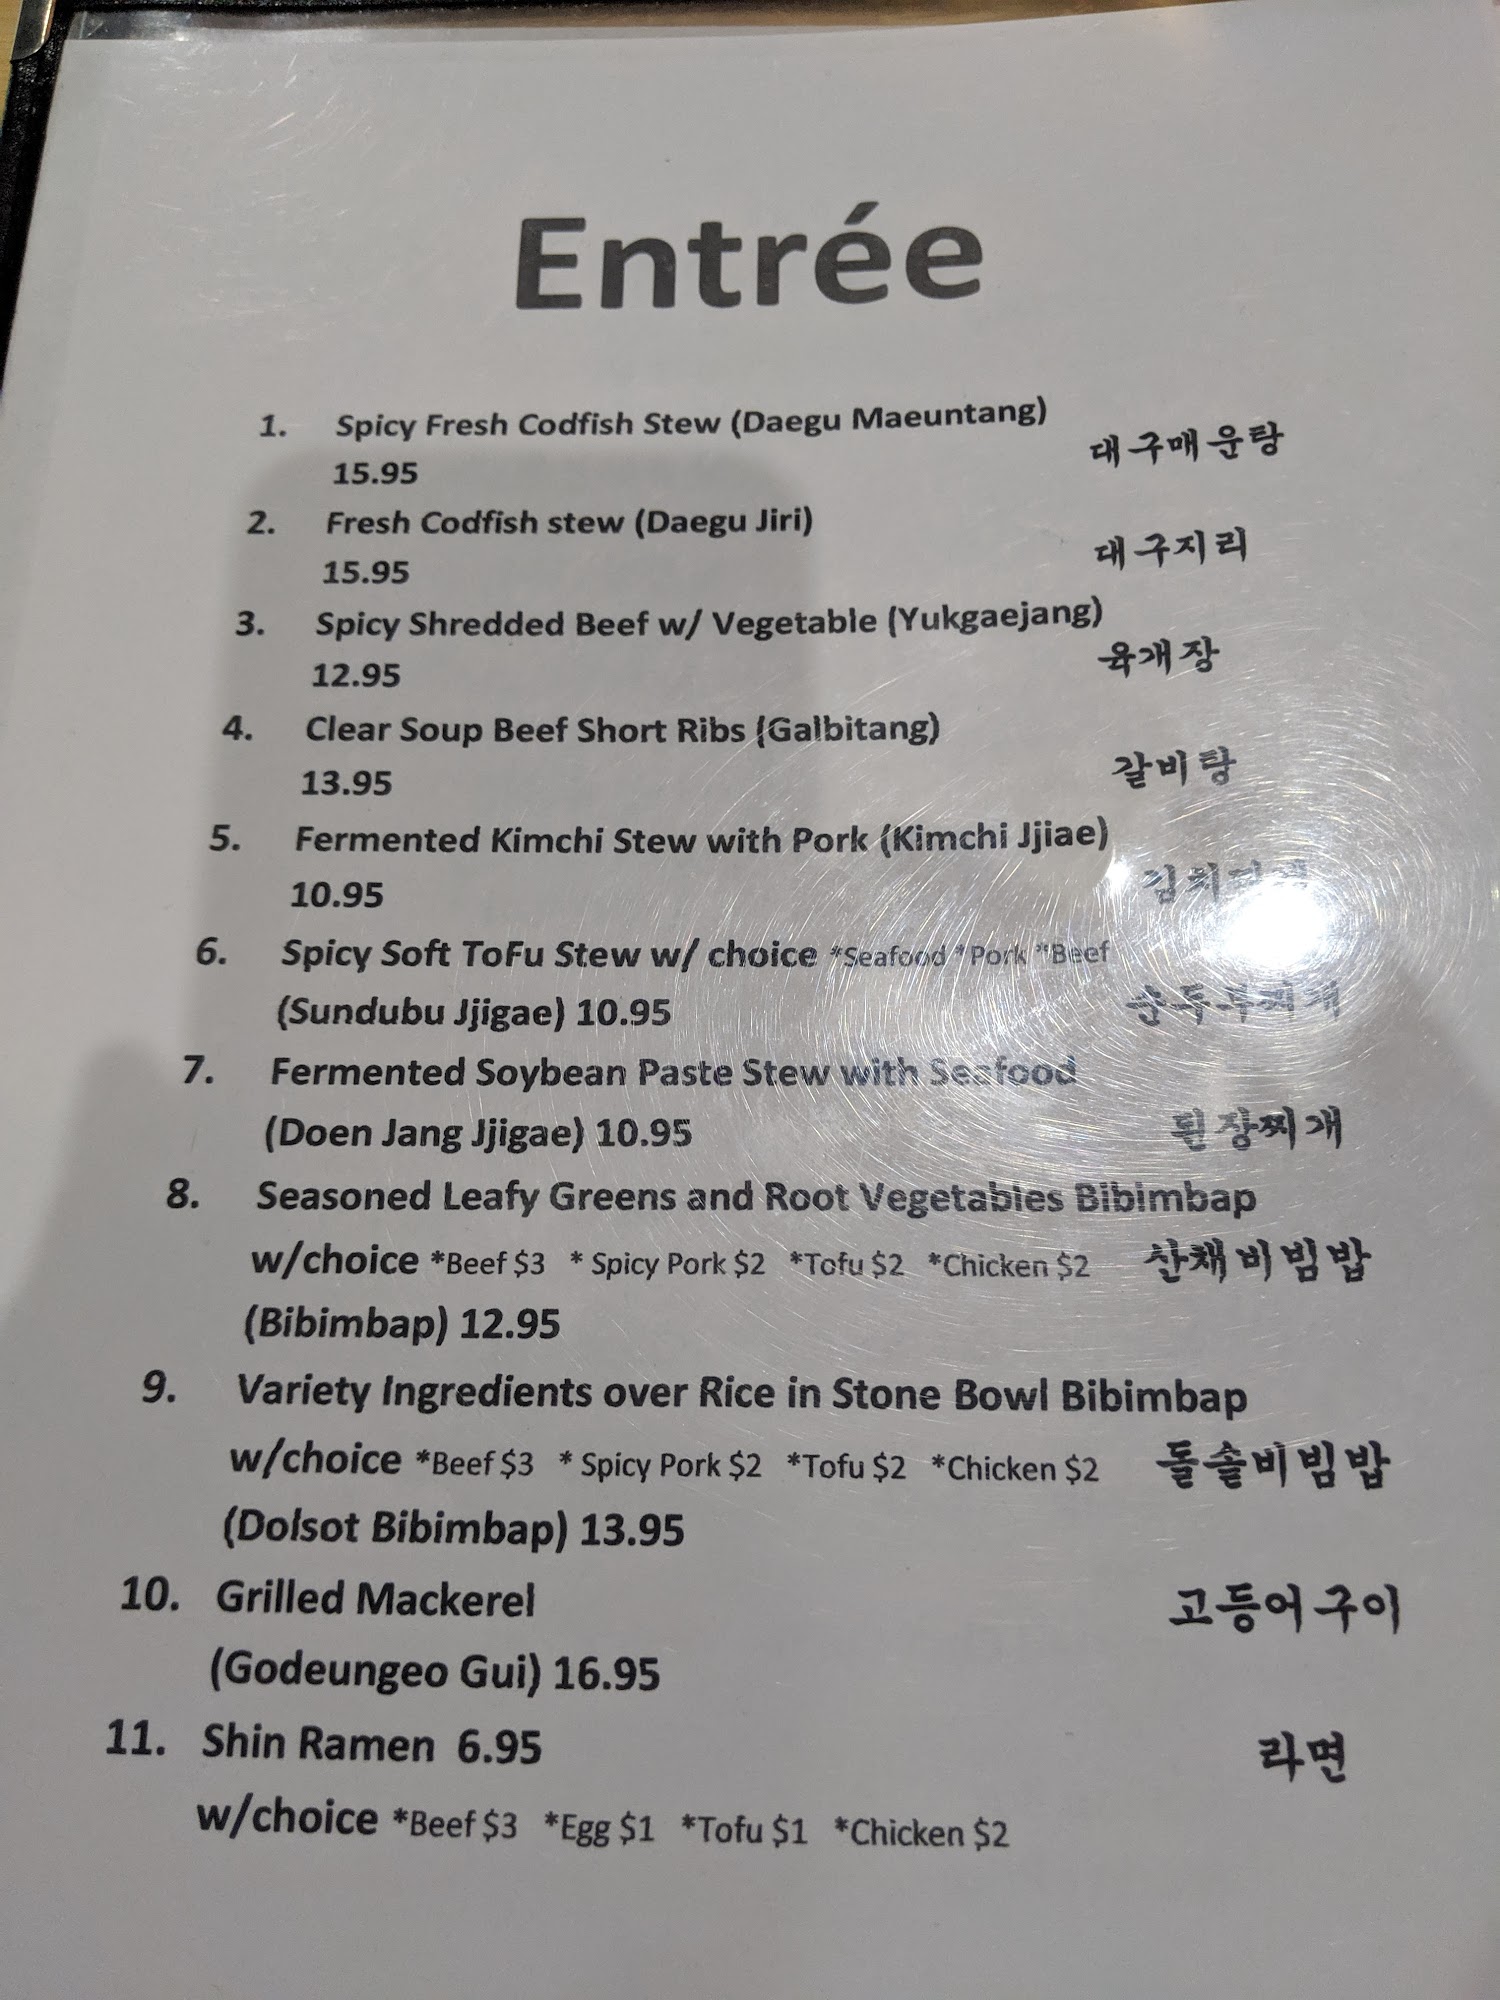 Entrée
1. Spicy Fresh Codfish Stew (Daegu Maeuntang)
대구매운탕
15.95
2. Fresh Codfish stew (Daegu Jiri)
대구지리
15.95
3. Spicy Shredded Beef w/ Vegetable (Yukgaejang)
육개장
12.95
4. Clear Soup Beef Short Ribs (Galbitang)
갈비탕
13.95
5. Fermented Kimchi Stew with Pork (Kimchi Jjiae)
10.95
6. Spicy Soft ToFu Stew w/ choice *Seafood *Pork *Beef
(Sundubu Jjigae) 10.95 순두부찌개
7. Fermented Soybean Paste Stew with Seafood
(Doen Jang Jjigae) 10.95 된장찌개
8. Seasoned Leafy Greens and Root Vegetables Bibimbap
w/choice *Beef $3 * Spicy Pork $2 *Tofu $2 *Chicken $2 산채비빔밥
(Bibimbap) 12.95
9. Variety Ingredients over Rice in Stone Bowl Bibimbap
w/choice *Beef $3 * Spicy Pork $2 *Tofu $2 *Chicken $2 돌솥비빔밥
(Dolsot Bibimbap) 13.95
10. Grilled Mackerel 고등어구이
(Godeungeo Gui) 16.95
11. Shin Ramen 6.95 라면
w/choice *Beef $3 *Egg $1 *Tofu $1 *Chicken $2